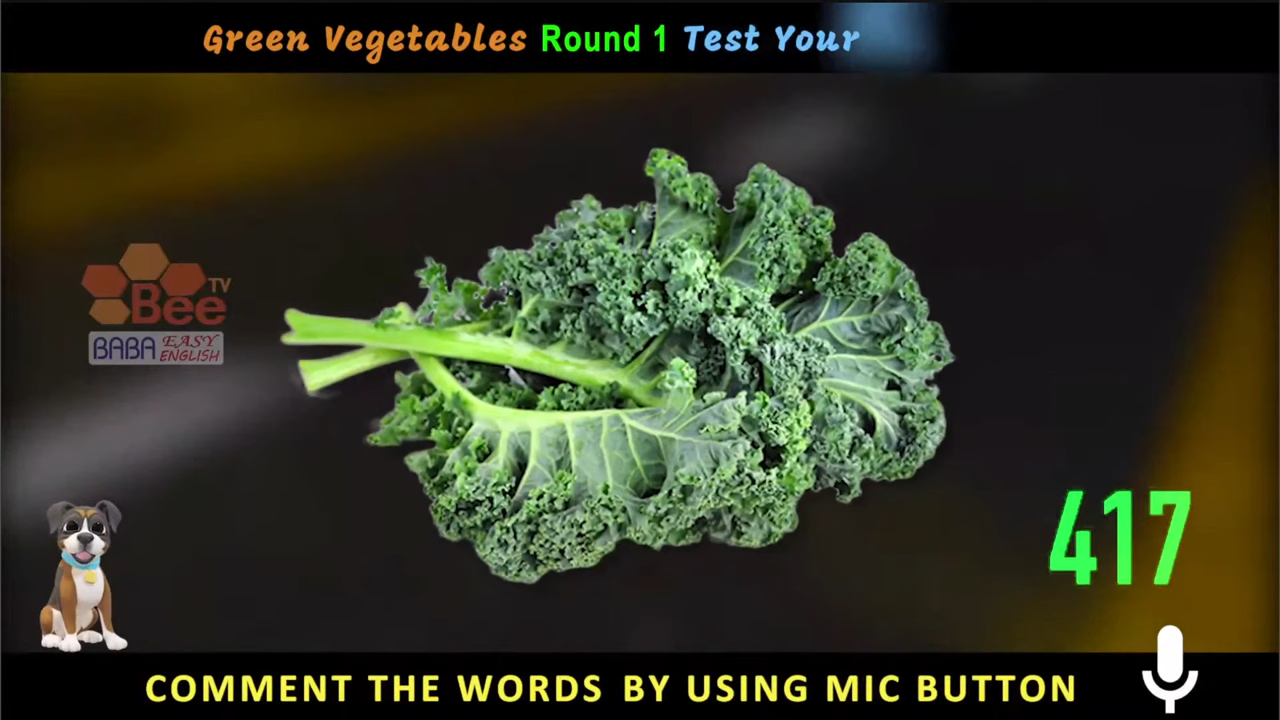 Green Vegetables Round 1 Test Your
Bee TV
BABA EASY ENGLISH
417
COMMENT THE WORDS BY USING MIC BUTTON